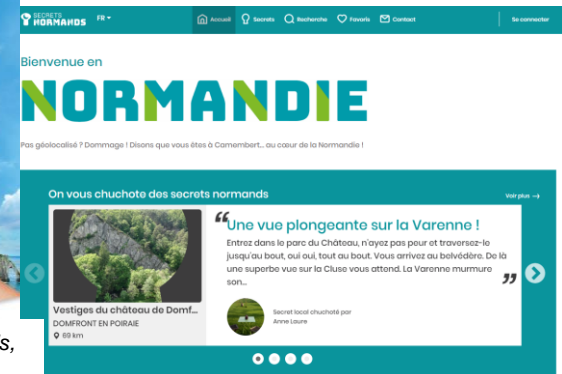 SECRETS
NORMANDS
FR
Accueil Secrets Recherche Favoris Contact
Se connecter
Bienvenue en
NORMANDIE
Pas géolocalisé ? Dommage ! Disons que vous êtes à Camembert... au cœur de la Normandie !
On vous chuchote des secrets normands
Voir plus →
Vestiges du château de Domf...
DOMFRONT EN POIRAIE
69 km
“Une vue plongeante sur la Varenne !
Entrez dans le parc du Château, n'ayez pas peur et traversez-le
jusqu'au bout, oui oui, tout au bout. Vous arrivez au belvédère. De là
une superbe vue sur la Cluse vous attend. La Varenne murmure
son... ”
Secret local chuchoté par
Anne Laure